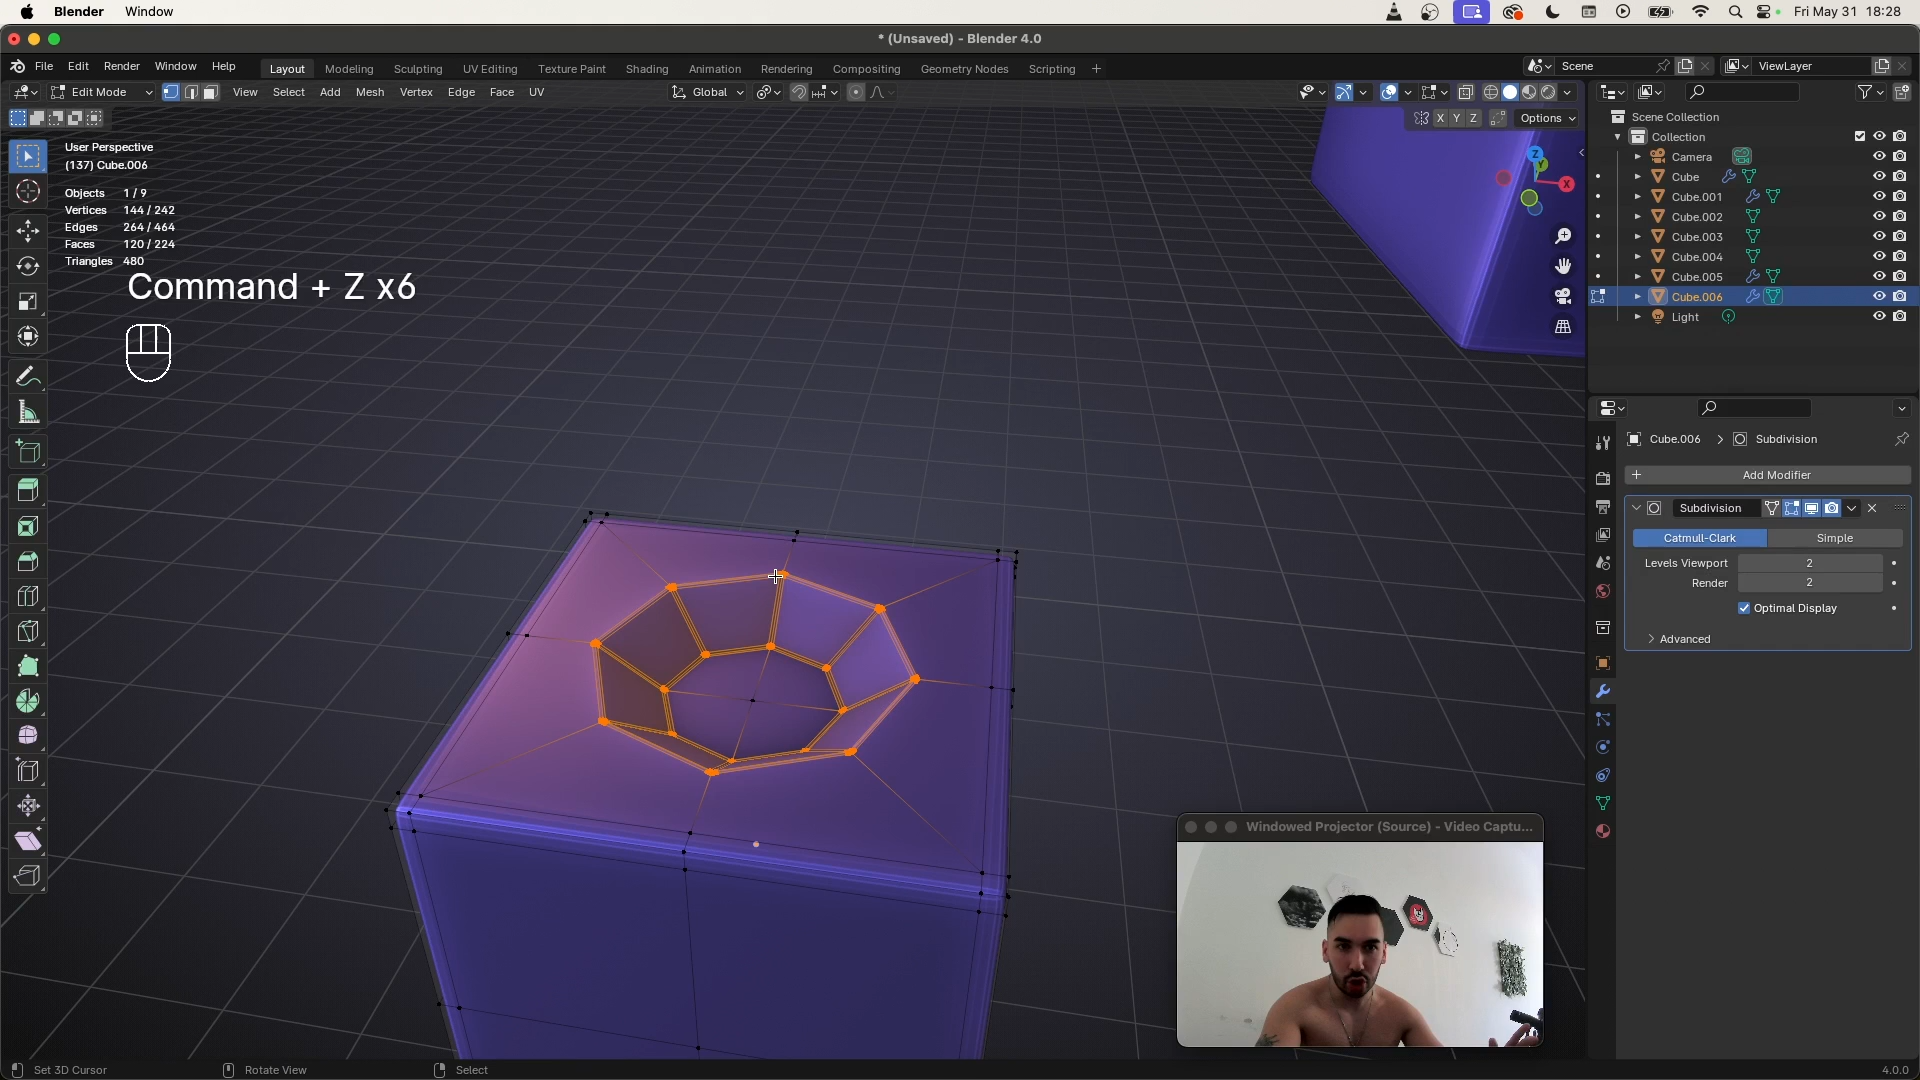 Blender Window Fri May 31 18:28
* (Unsaved) - Blender 4.0
File Edit Render Window Help Layout Modeling Sculpting UV Editing Texture Paint Shading Animation Rendering Compositing Geometry Nodes Scripting + Scene ViewLayer
Edit Mode View Select Add Mesh Vertex Edge Face UV Global
X Y Z Options
User Perspective
(137) Cube.006
Objects 1 / 9
Vertices 144 / 242
Edges 264 / 464
Faces 120 / 224
Triangles 480
Command + Z x6
Z
Y
X
Scene Collection
Collection
Camera
Cube
Cube.001
Cube.002
Cube.003
Cube.004
Cube.005
Cube.006
Light
Cube.006 > Subdivision
+ Add Modifier
Subdivision
Catmull-Clark Simple
Levels Viewport 2
Render 2
Optimal Display
Advanced
Windowed Projector (Source) - Video Captu...
Set 3D Cursor Rotate View Select 4.0.0